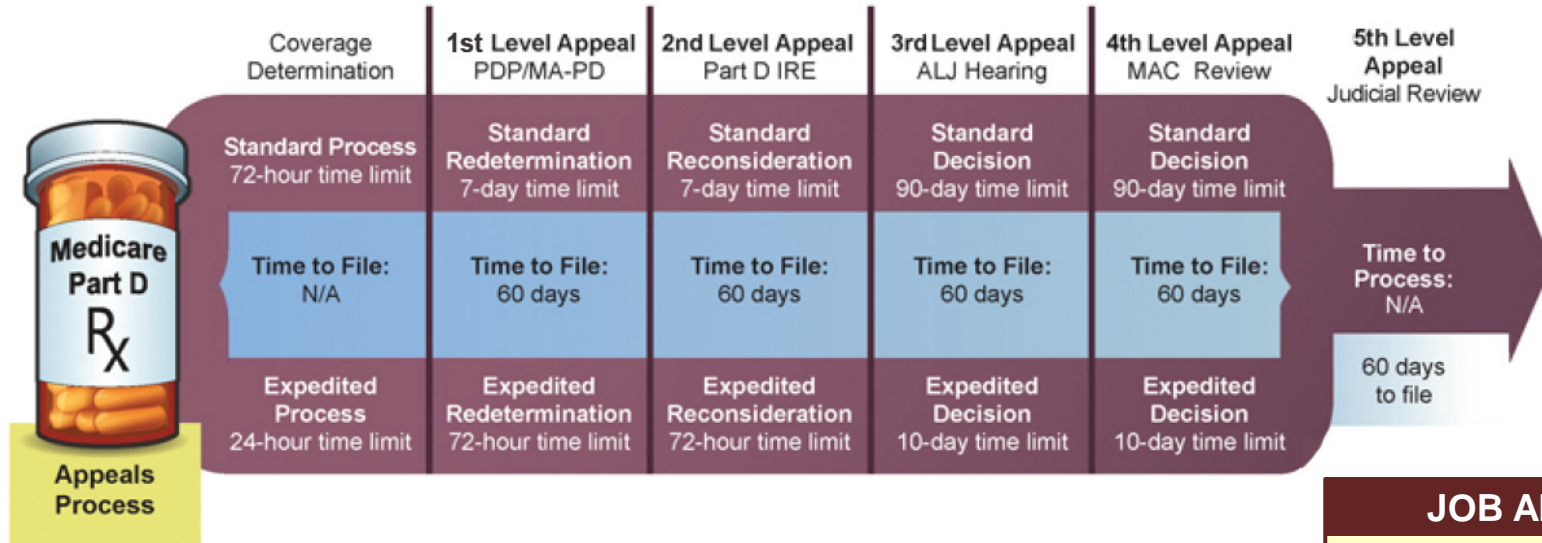 Coverage
Determination
1st Level Appeal
PDP/MA-PD
2nd Level Appeal
Part D IRE
3rd Level Appeal
ALJ Hearing
4th Level Appeal
MAC Review
5th Level
Appeal
Judicial Review
Standard Process
72-hour time limit
Standard
Redetermination
7-day time limit
Standard
Reconsideration
7-day time limit
Standard
Decision
90-day time limit
Standard
Decision
90-day time limit
Medicare
Part D
Rx
Time to File:
N/A
Time to File:
60 days
Time to File:
60 days
Time to File:
60 days
Time to File:
60 days
Time to
Process:
N/A
60 days
to file
Expedited
Process
24-hour time limit
Expedited
Redetermination
72-hour time limit
Expedited
Reconsideration
72-hour time limit
Expedited
Decision
10-day time limit
Expedited
Decision
10-day time limit
Appeals
Process
JOB